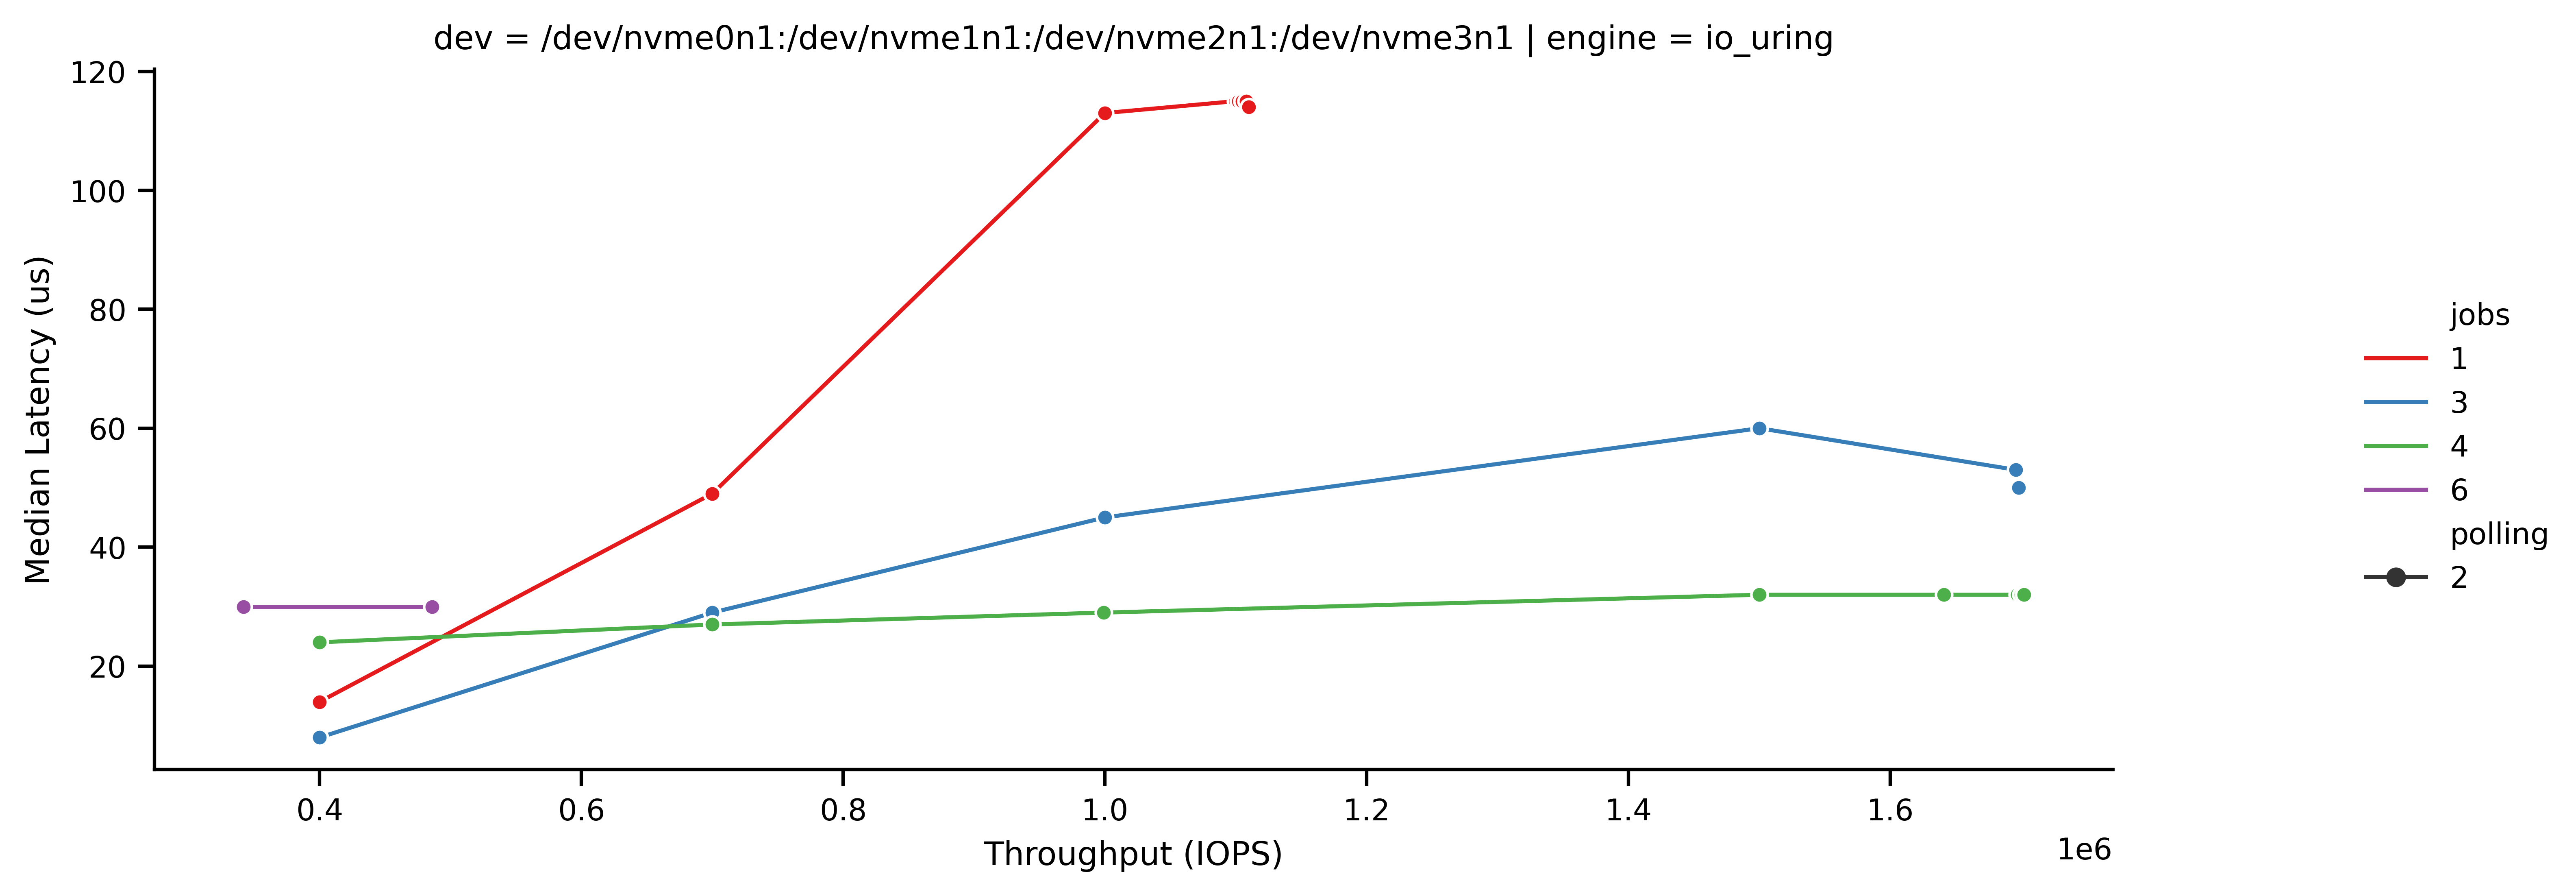 dev = /dev/nvme0n1:/dev/nvme1n1:/dev/nvme2n1:/dev/nvme3n1 | engine = io_uring
120
100
80
60
40
20
Median Latency (us)
0.4 0.6 0.8 1.0 1.2 1.4 1.6
1e6
Throughput (IOPS)
jobs
1
3
4
6
polling
2